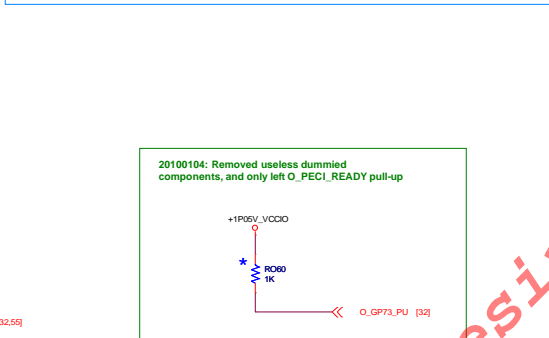 20100104: Removed useless dummied
components, and only left O_PECI_READY pull-up
+1P05V_VCCIO
*
RO60
1K
O_GP73_PU [32]
32,55]